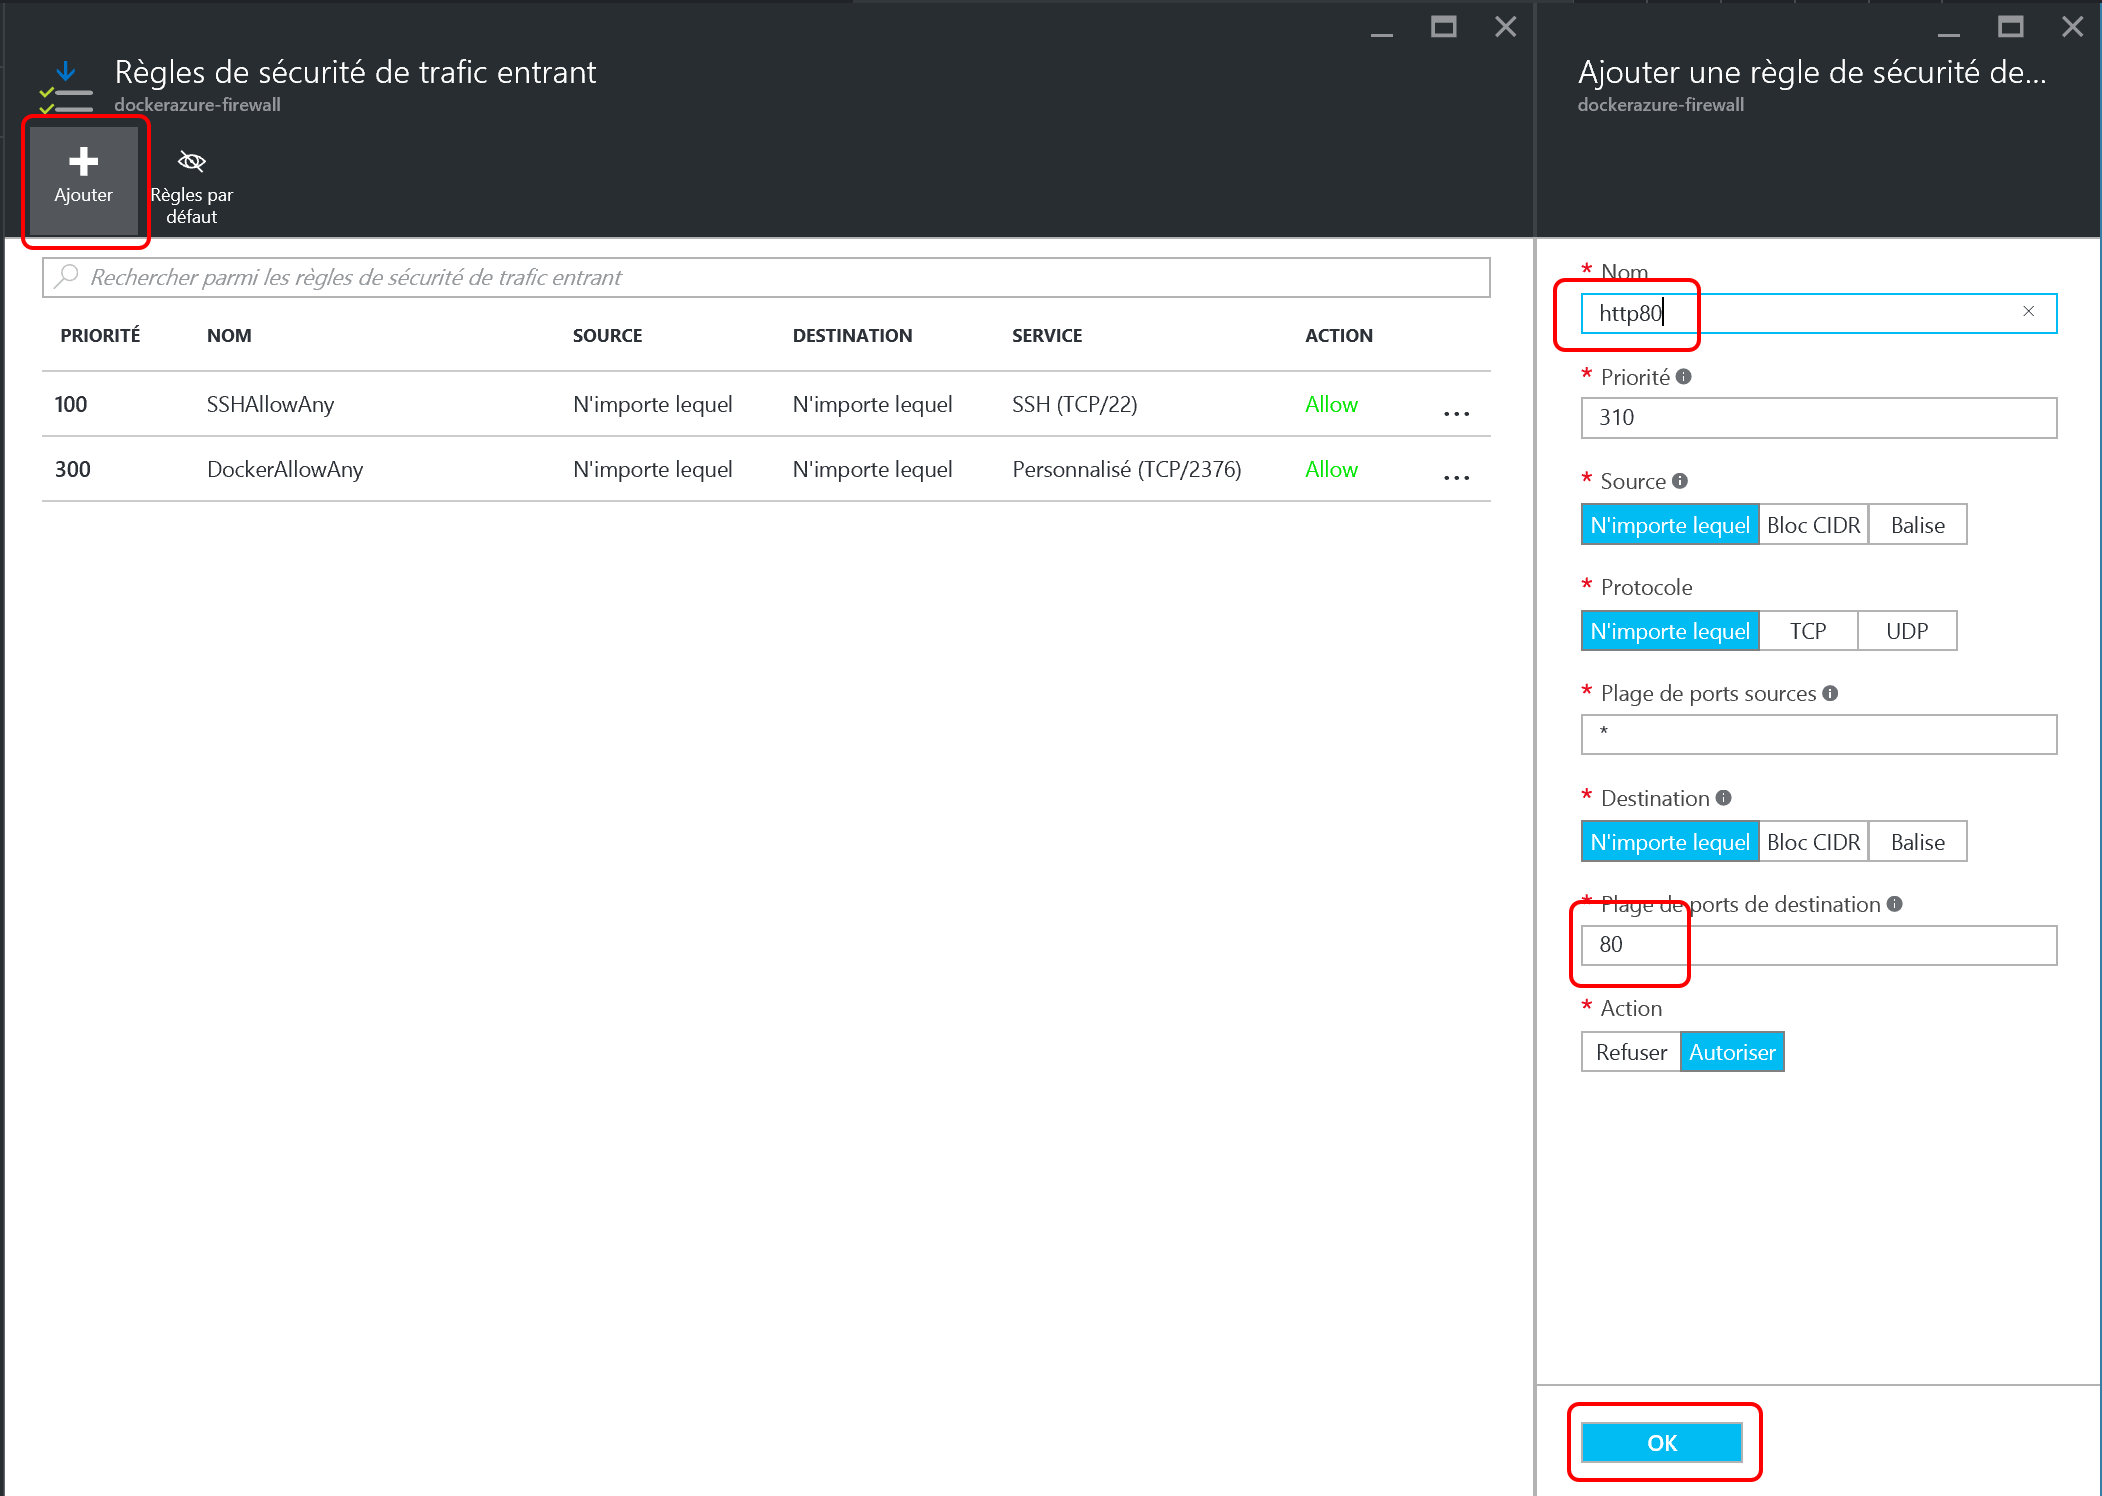 Règles de sécurité de trafic entrant
dockerazure-firewall
Ajouter
Règles par
défaut
Rechercher parmi les règles de sécurité de trafic entrant
PRIORITÉ NOM SOURCE DESTINATION SERVICE ACTION
100 SSHAllowAny N'importe lequel N'importe lequel SSH (TCP/22) Allow ...
300 DockerAllowAny N'importe lequel N'importe lequel Personnalisé (TCP/2376) Allow ...
Ajouter une règle de sécurité de...
dockerazure-firewall
* Nom
http80
* Priorité
310
* Source
N'importe lequel Bloc CIDR Balise
* Protocole
N'importe lequel TCP UDP
* Plage de ports sources
*
* Destination
N'importe lequel Bloc CIDR Balise
* Plage de ports de destination
80
* Action
Refuser Autoriser
OK